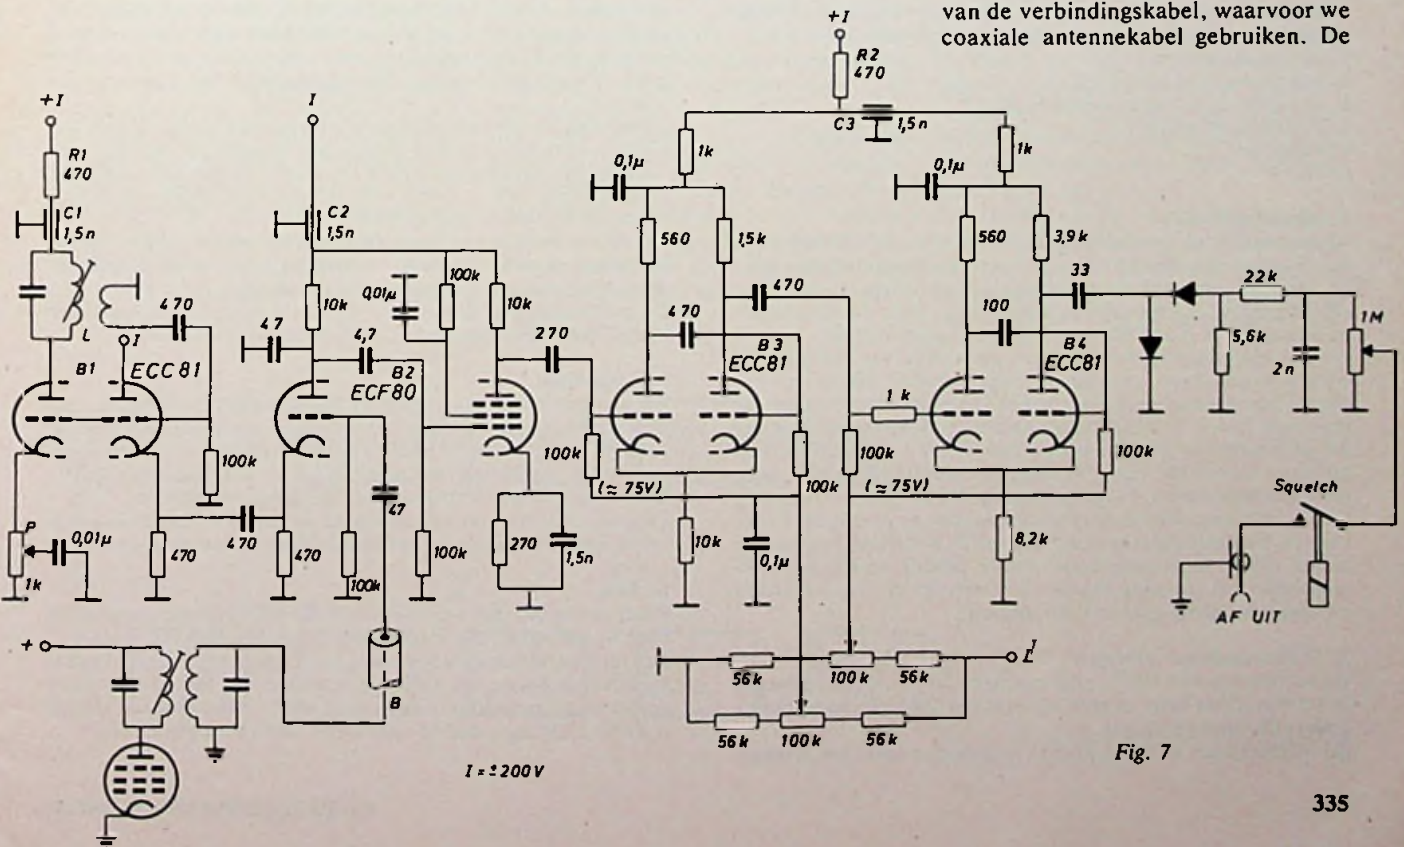 van de verbindingskabel, waarvoor we
coaxiale antennekabel gebruiken. De
+I
R2
470
C3
1,5n
1k
1k
+I
R1
470
C1
1,5n
L
470
I
B1
ECC81
100k
P
1k
0,01µ
470
470
I
C2
1,5n
10k
47
4,7
B2
ECF80
470
100k
47
100k
0,01µ
100k
10k
270
270
1,5n
B
+
I = ± 200V
0,1µ
560
1,5k
470
470
B3
ECC81
100k
100k
(≈ 75V)
10k
0,1µ
0,1µ
560
3,9k
100
33
B4
ECC81
1k
100k
100k
(≈ 75V)
8,2k
22k
5,6k
2n
1M
Squelch
AF UIT
56k
100k
56k
56k
100k
56k
Fig. 7
335